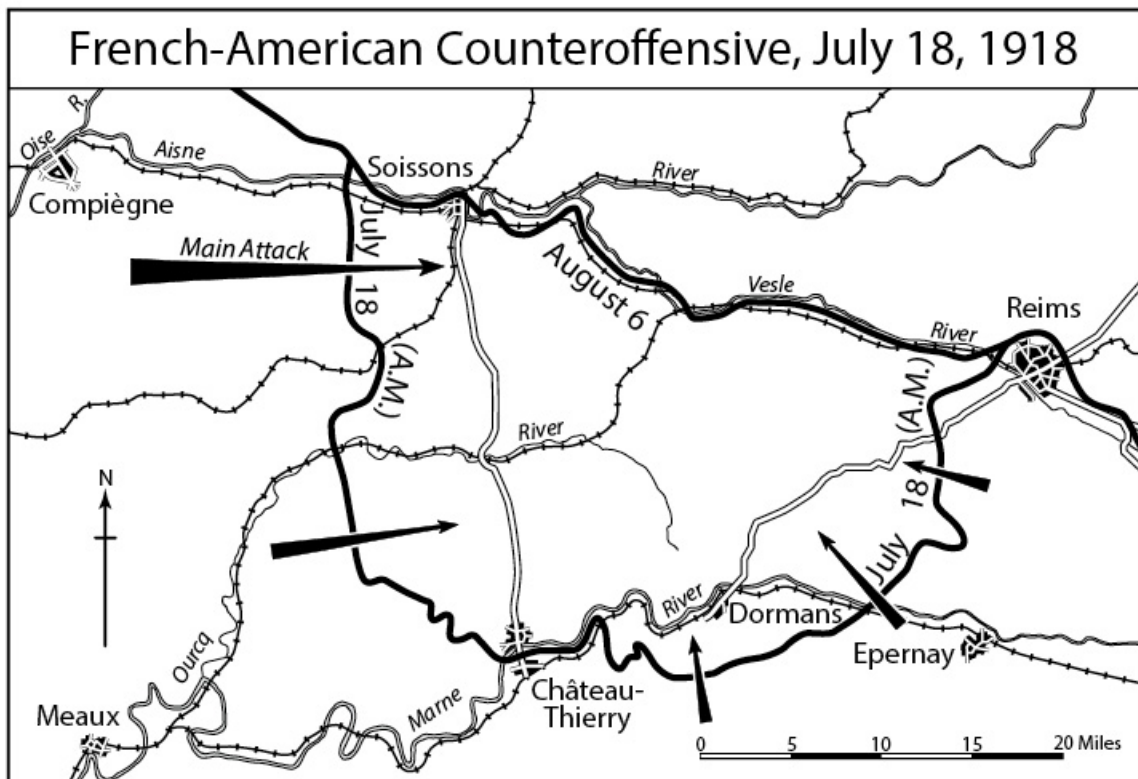 French-American Counteroffensive, July 18, 1918
Oise R.
Aisne
Soissons
River
Compiègne
July 18 (A.M.)
Main Attack
August 6
Vesle
River
Reims
(A.M.)
River
N
18
July
River
Dormans
Epernay
Ourcq
Marne
Château-
Thierry
Meaux
0 5 10 15 20 Miles